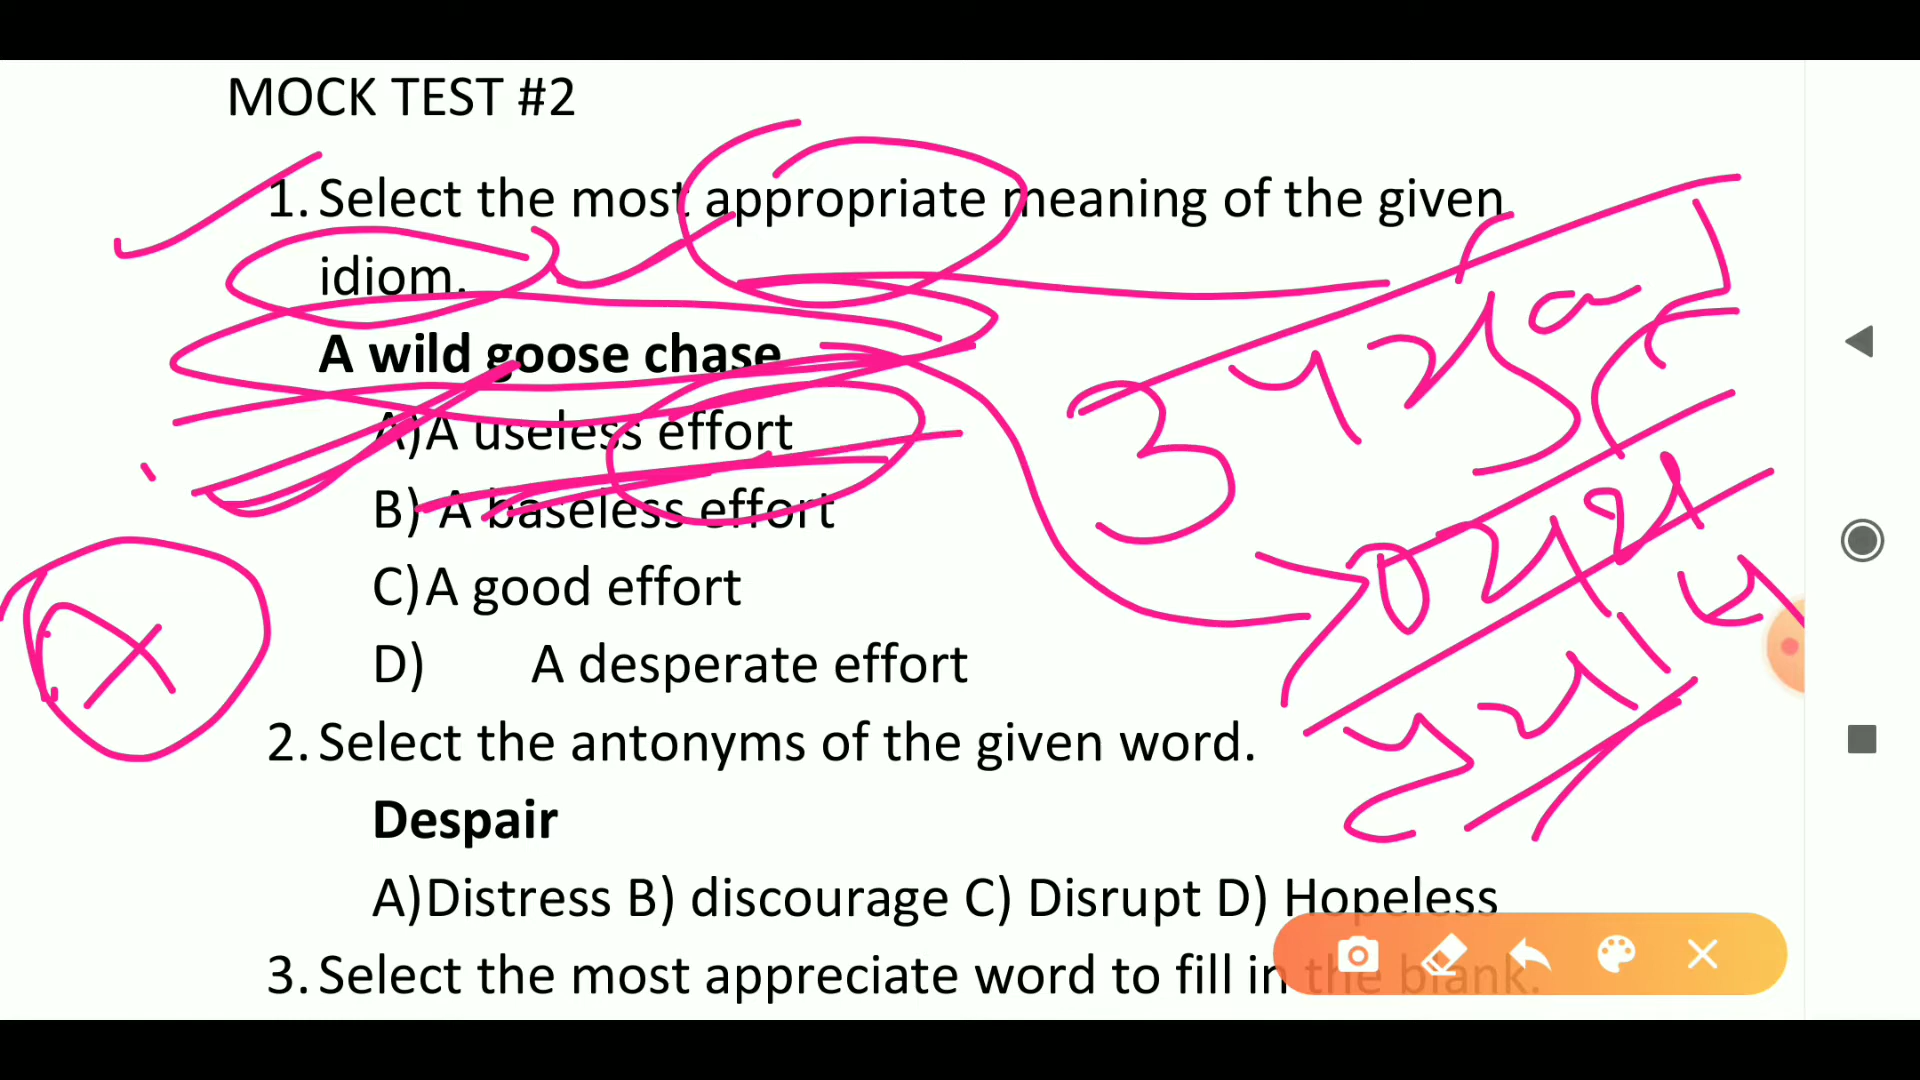 MOCK TEST #2
1. Select the most appropriate meaning of the given
idiom.
A wild goose chase
A) A useless effort
B) A baseless effort
C) A good effort
D) A desperate effort
2. Select the antonyms of the given word.
Despair
A) Distress B) discourage C) Disrupt D) Hopeless
3. Select the most appreciate word to fill in the blank.